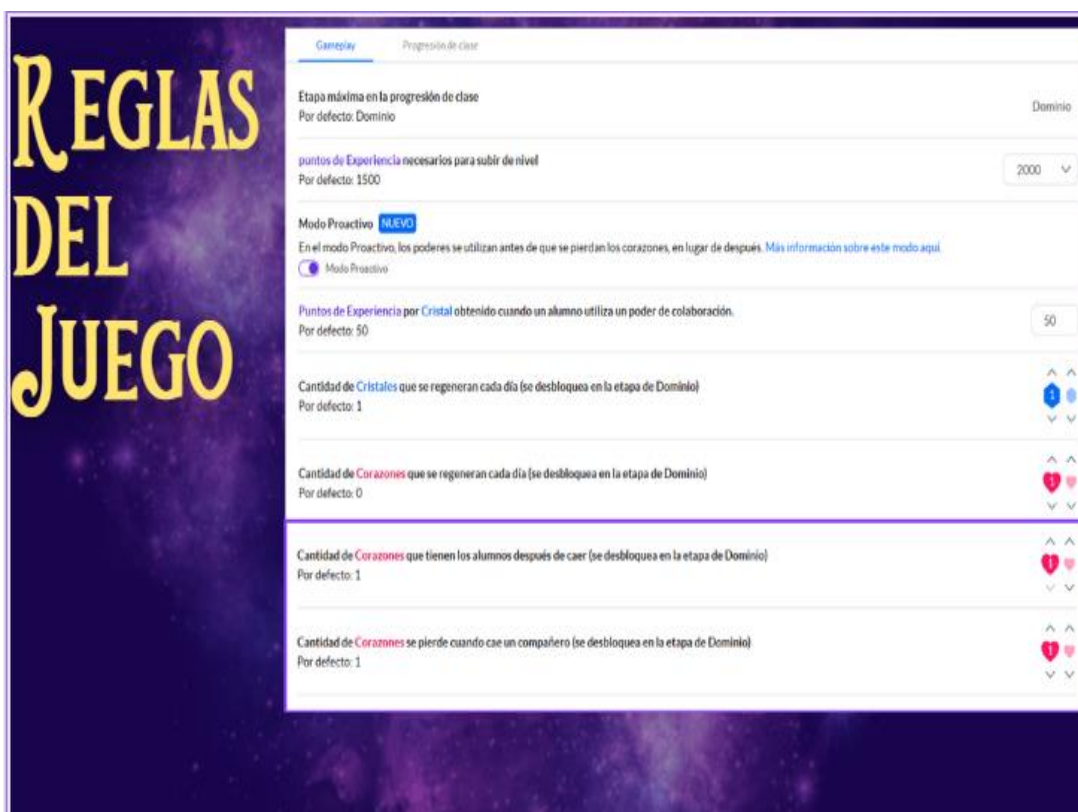 REGLAS
DEL
JUEGO
Gameplay
Progresión de clase
Etapa máxima en la progresión de clase
Por defecto: Dominio
Dominio
puntos de Experiencia necesarios para subir de nivel
Por defecto: 1500
2000
Modo Proactivo NUEVO
En el modo Proactivo, los poderes se utilizan antes de que se pierdan los corazones, en lugar de después. Más información sobre este modo aquí.
Modo Proactivo
Puntos de Experiencia por Cristal obtenido cuando un alumno utiliza un poder de colaboración.
Por defecto: 50
50
Cantidad de Cristales que se regeneran cada día (se desbloquea en la etapa de Dominio)
Por defecto: 1
1
Cantidad de Corazones que se regeneran cada día (se desbloquea en la etapa de Dominio)
Por defecto: 0
1
Cantidad de Corazones que tienen los alumnos después de caer (se desbloquea en la etapa de Dominio)
Por defecto: 1
1
Cantidad de Corazones se pierde cuando cae un compañero (se desbloquea en la etapa de Dominio)
Por defecto: 1
1